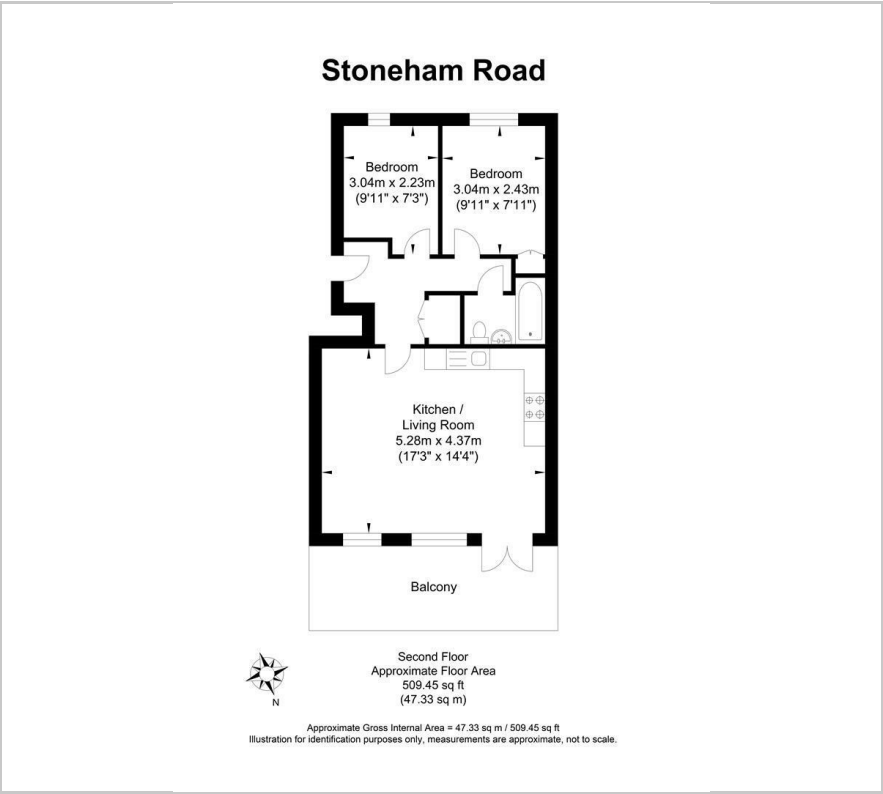 Stoneham Road
Bedroom
3.04m x 2.23m
(9'11" x 7'3")
Bedroom
3.04m x 2.43m
(9'11" x 7'11")
Kitchen /
Living Room
5.28m x 4.37m
(17'3" x 14'4")
Balcony
N
Second Floor
Approximate Floor Area
509.45 sq ft
(47.33 sq m)
Approximate Gross Internal Area = 47.33 sq m / 509.45 sq ft
Illustration for identification purposes only, measurements are approximate, not to scale.